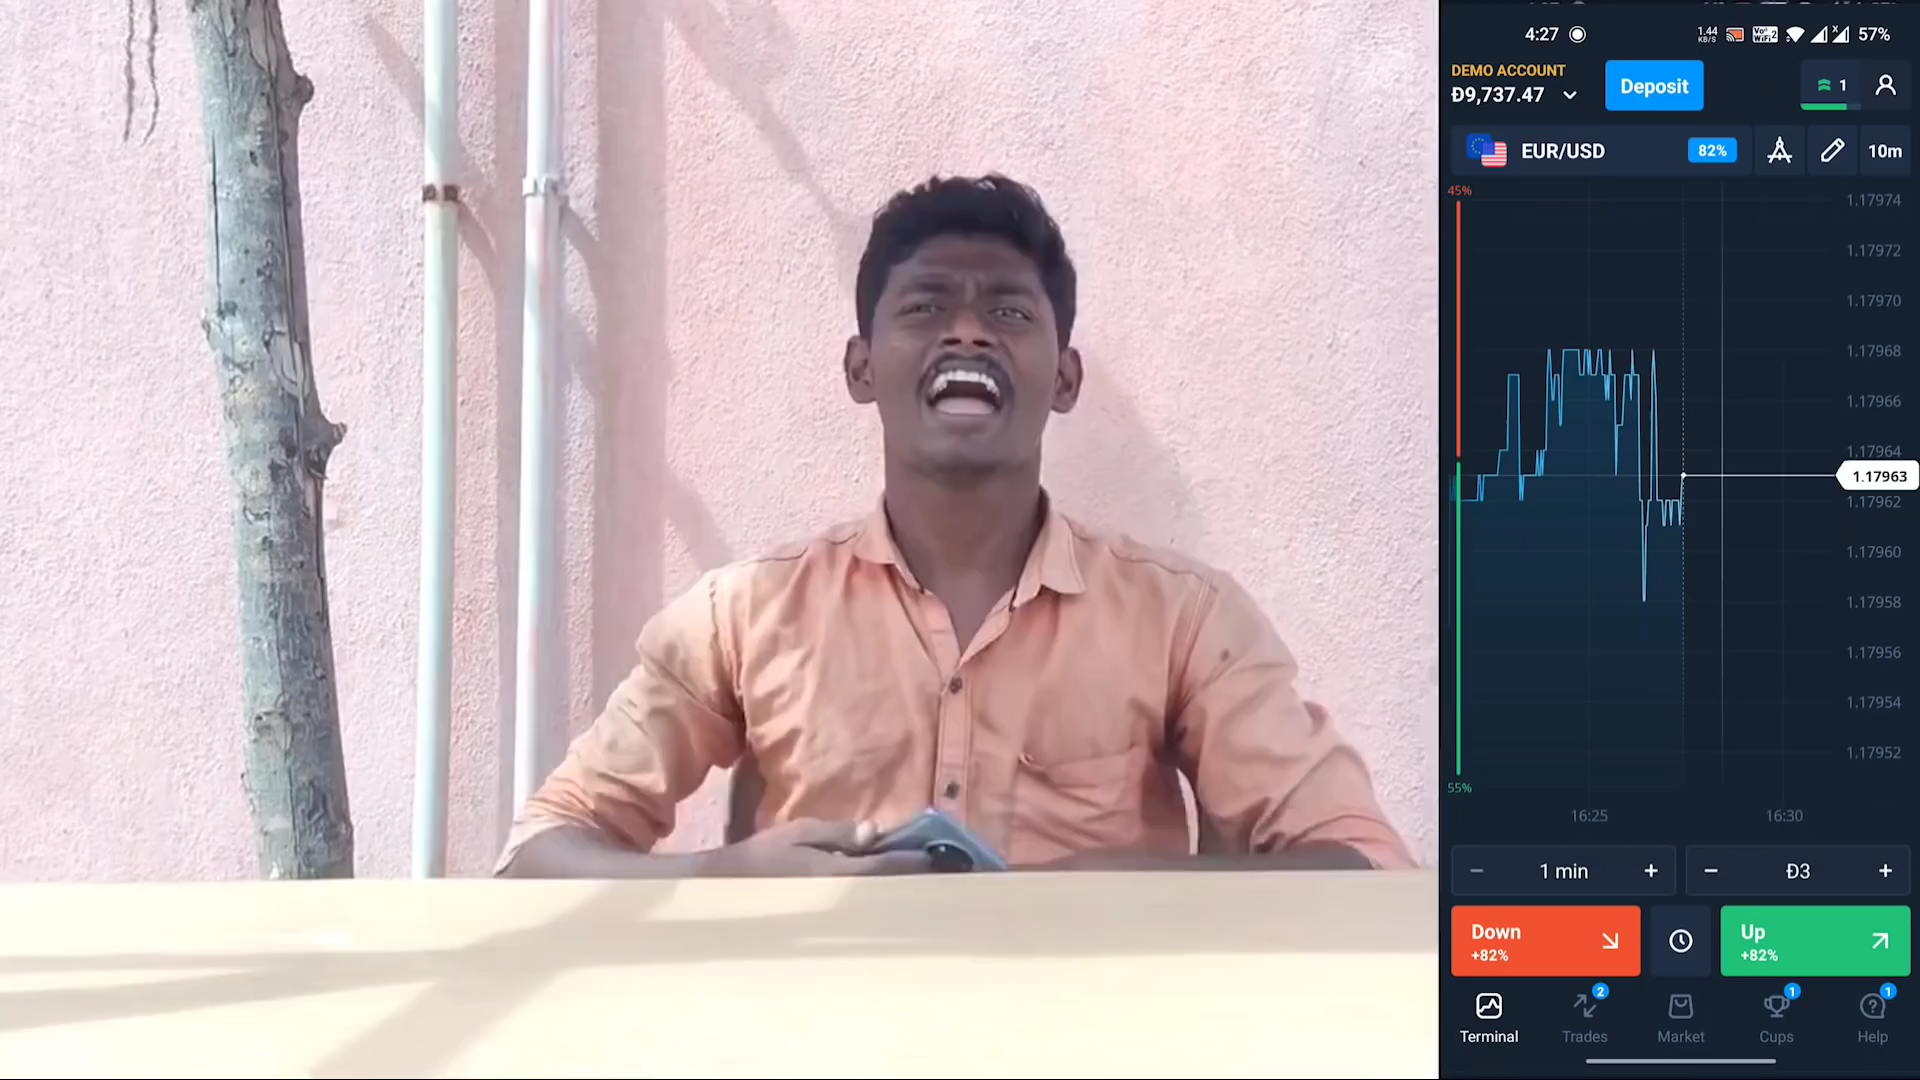 4:27
1.44 KB/S
57%
DEMO ACCOUNT
Đ9,737.47
Deposit
1
EUR/USD
82%
10m
45%
1.17974
1.17972
1.17970
1.17968
1.17966
1.17964
1.17963
1.17962
1.17960
1.17958
1.17956
1.17954
1.17952
55%
16:25
16:30
1 min
Đ3
Down
+82%
Up
+82%
2
1
1
Terminal
Trades
Market
Cups
Help